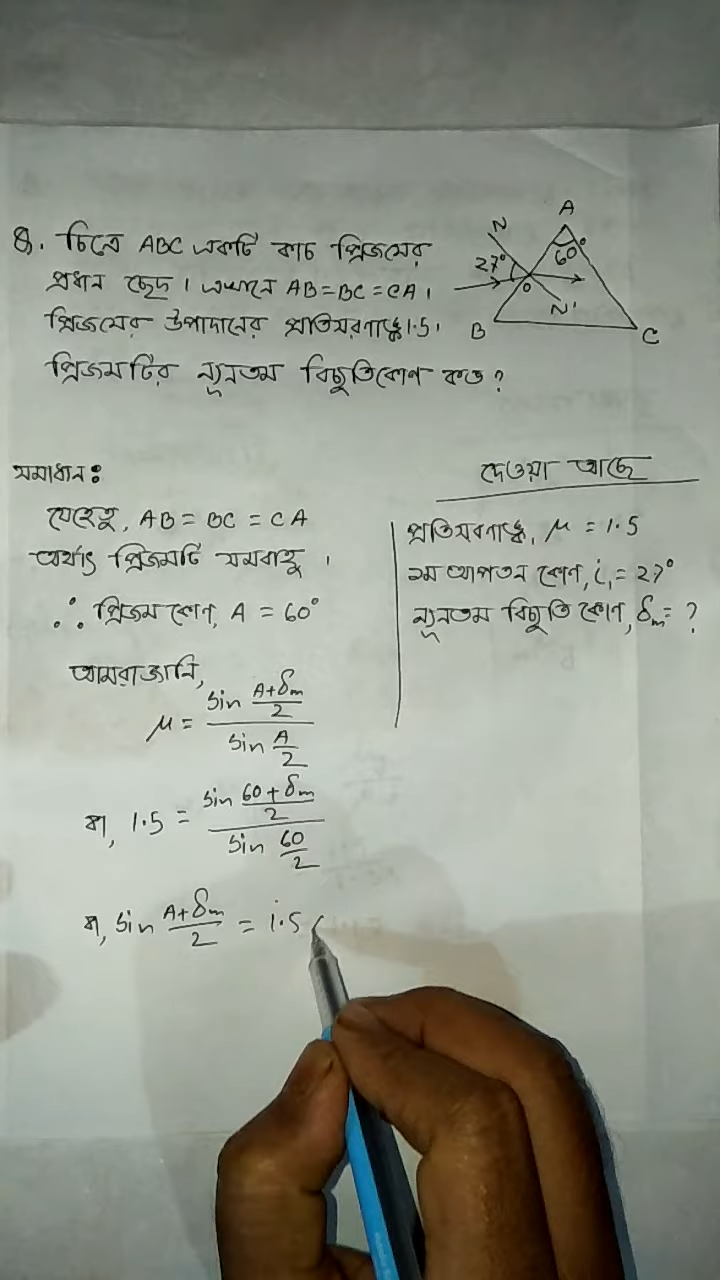 Q. চিত্রে ABC একটি কাচ প্রিজমের
প্রধান ছেদ। এখানে AB=BC=CA।
প্রিজমের উপাদানের প্রতিসরণাঙ্ক 1.5।
প্রিজমটির ন্যূনতম বিচ্যুতিকোণ কত?
A
N
60°
27°
O
N'
B
C
সমাধান:
যেহেতু, AB = BC = CA
অর্থাৎ প্রিজমটি সমবাহু।
∴ প্রিজম কোণ, A = 60°
আমরা জানি,
μ = sin (A+δm)/2 / sin A/2
বা, 1.5 = sin (60+δm)/2 / sin 60/2
বা, sin (A+δm)/2 = 1.5
দেওয়া আছে
প্রতিসরণাঙ্ক, μ = 1.5
১ম আপতন কোণ, i₁ = 27°
ন্যূনতম বিচ্যুতি কোণ, δm = ?